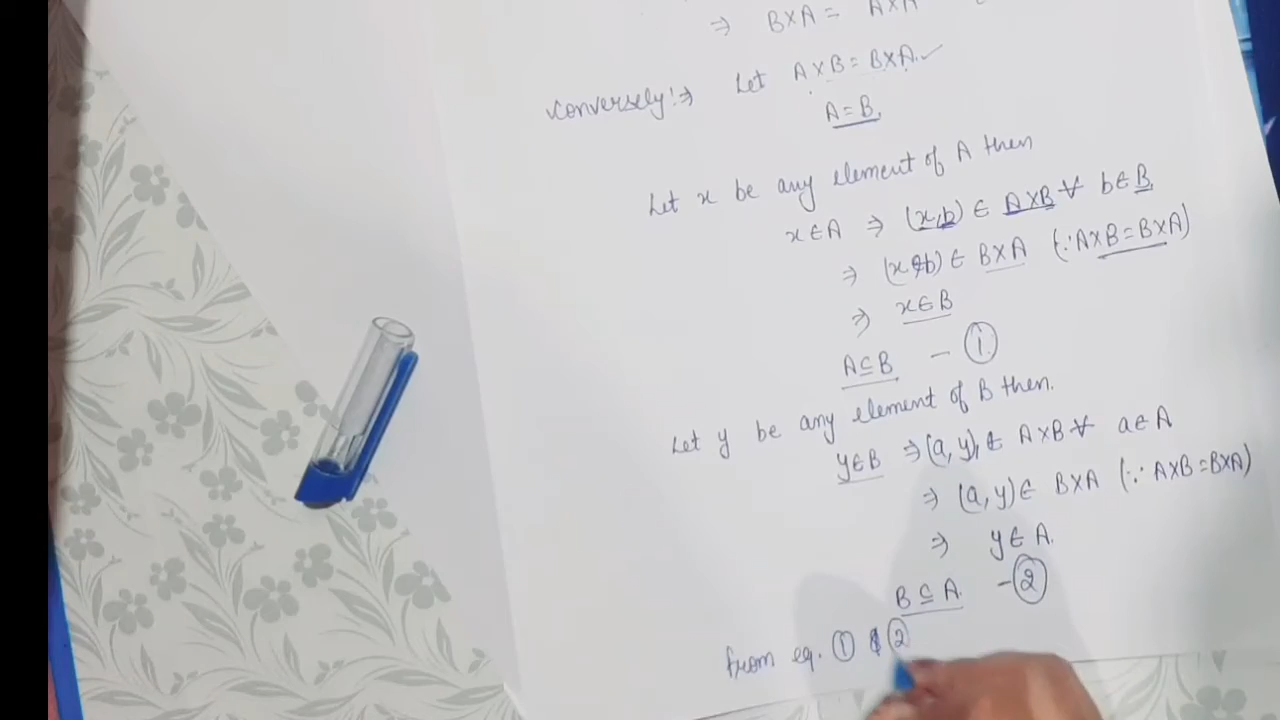 ⇒ B×A = A×A
conversely:⇒ Let A×B = B×A.✓
A=B.
Let x be any element of A then
x∈A ⇒ (x,b) ∈ A×B ∀ b∈B
⇒ (x,b) ∈ B×A (∵A×B=B×A)
⇒ x∈B
A⊆B – ①
Let y be any element of B then.
y∈B ⇒ (a,y) ∈ A×B ∀ a∈A
⇒ (a,y)∈ B×A (∵ A×B=B×A)
⇒ y∈A.
B⊆A. –②
from eq. ① & ②